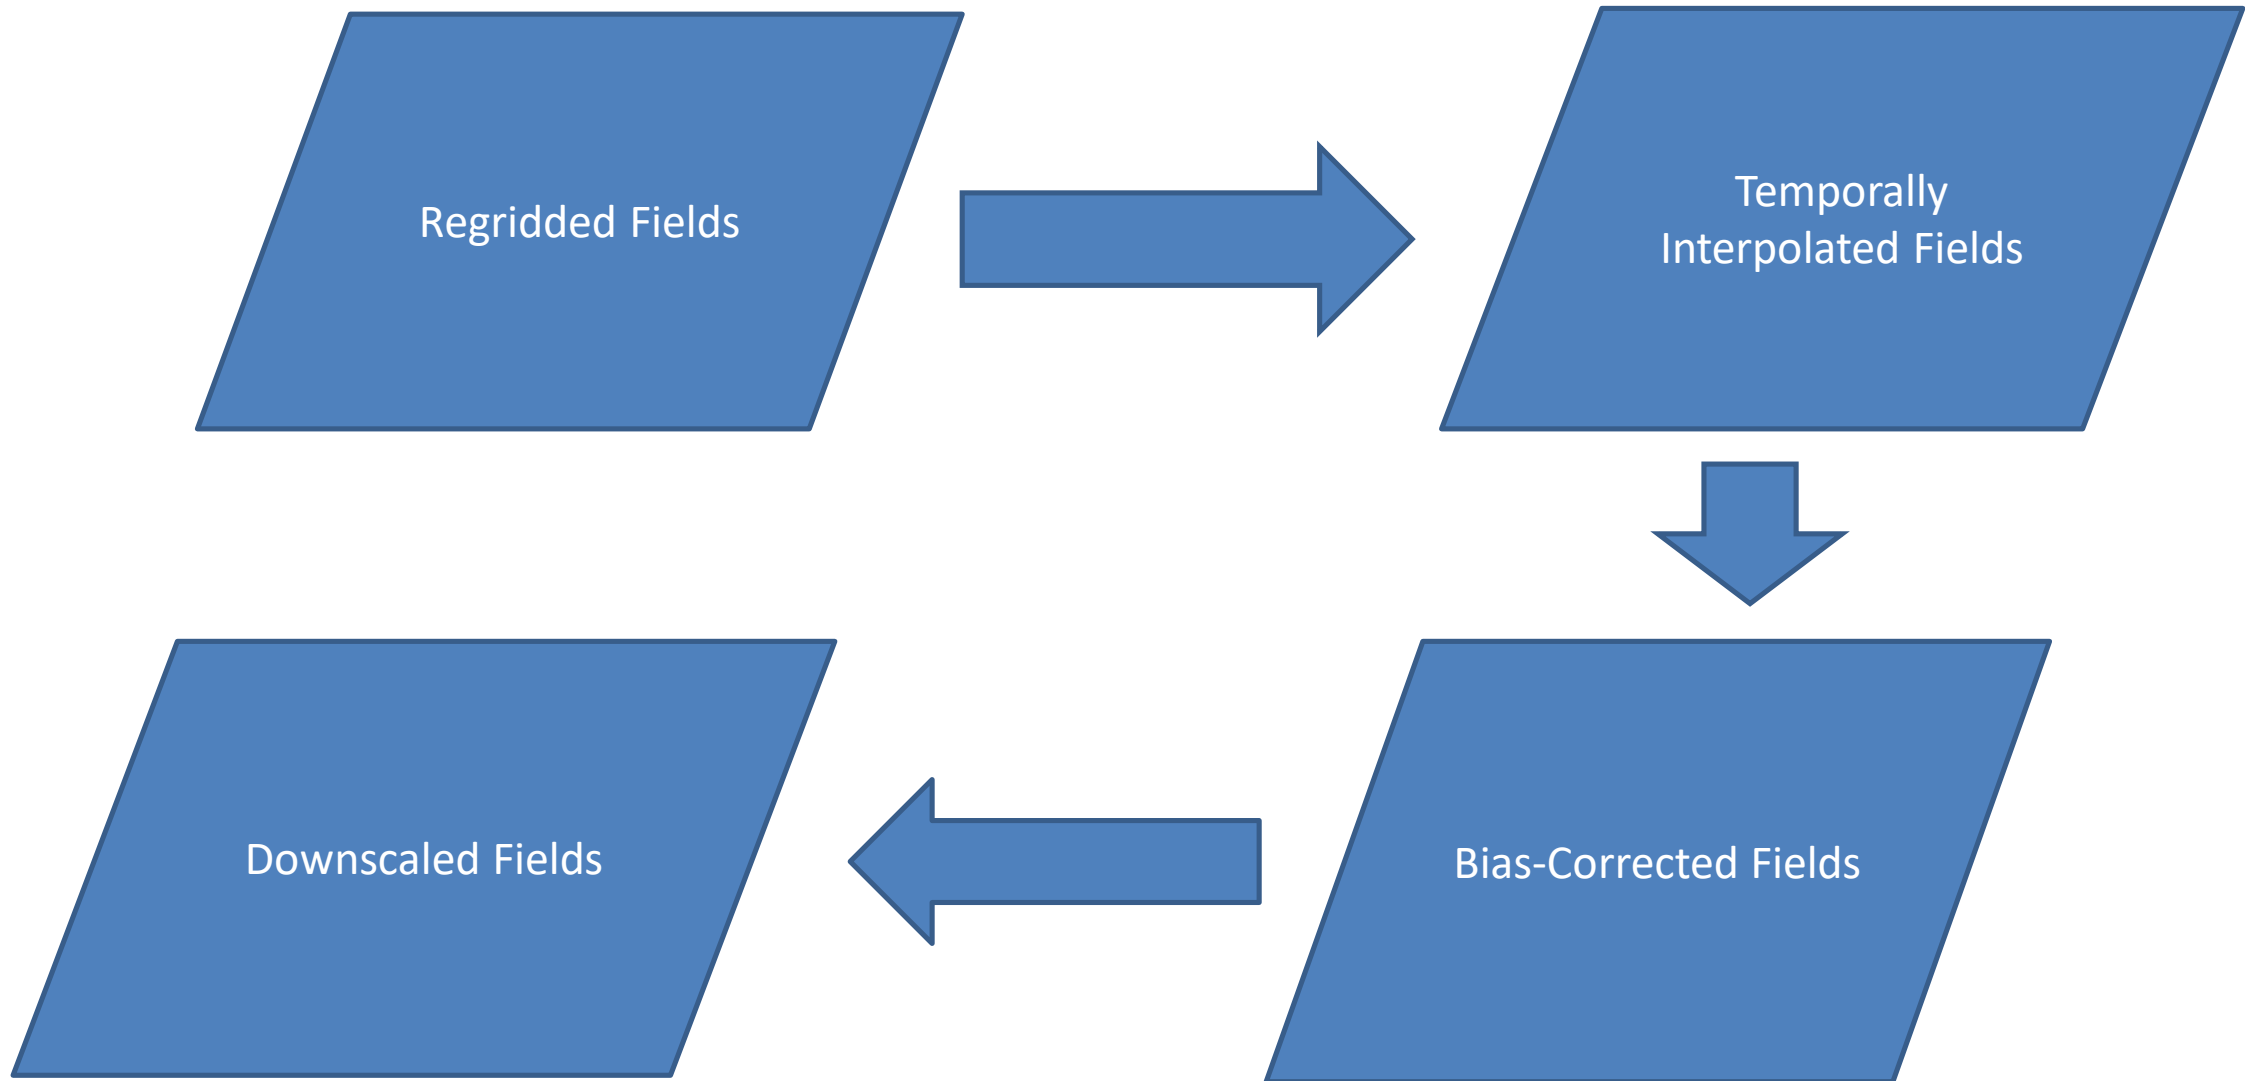 Regridded Fields
Temporally
Interpolated Fields
Bias-Corrected Fields
Downscaled Fields